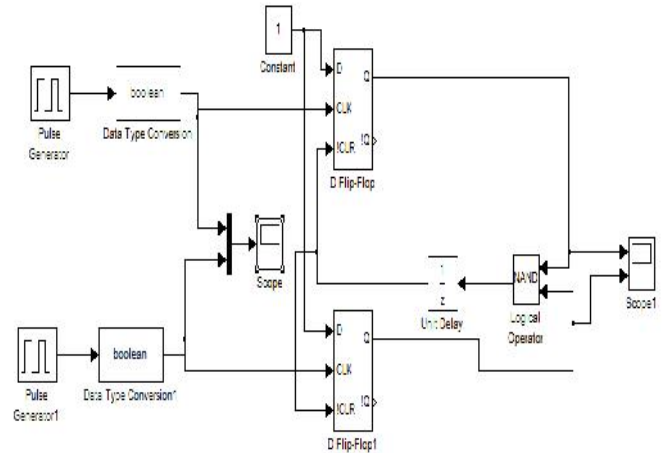 1
Constant
D
Q
CLK
!CLR
!Q
D Flip-Flop
Pulse
Generator
boolean
Data Type Conversion
Scope
1
z
Unit Delay
NAND
Logical
Operator
Scope1
D
Q
CLK
!CLR
!Q
D Flip-Flop1
Pulse
Generator1
boolean
Data Type Conversion1